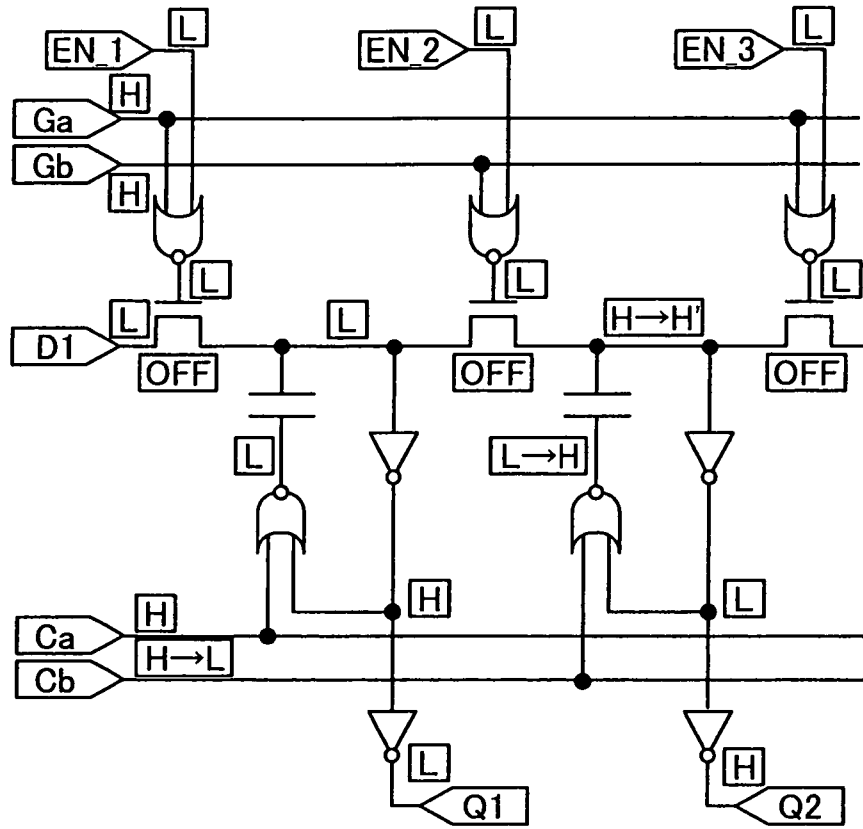 EN_1 L EN_2 L EN_3 L
Ga H
Gb H
L L L
D1 L L H→H'
OFF OFF OFF
L L→H
H L
Ca H
Cb H→L
L H
Q1 Q2